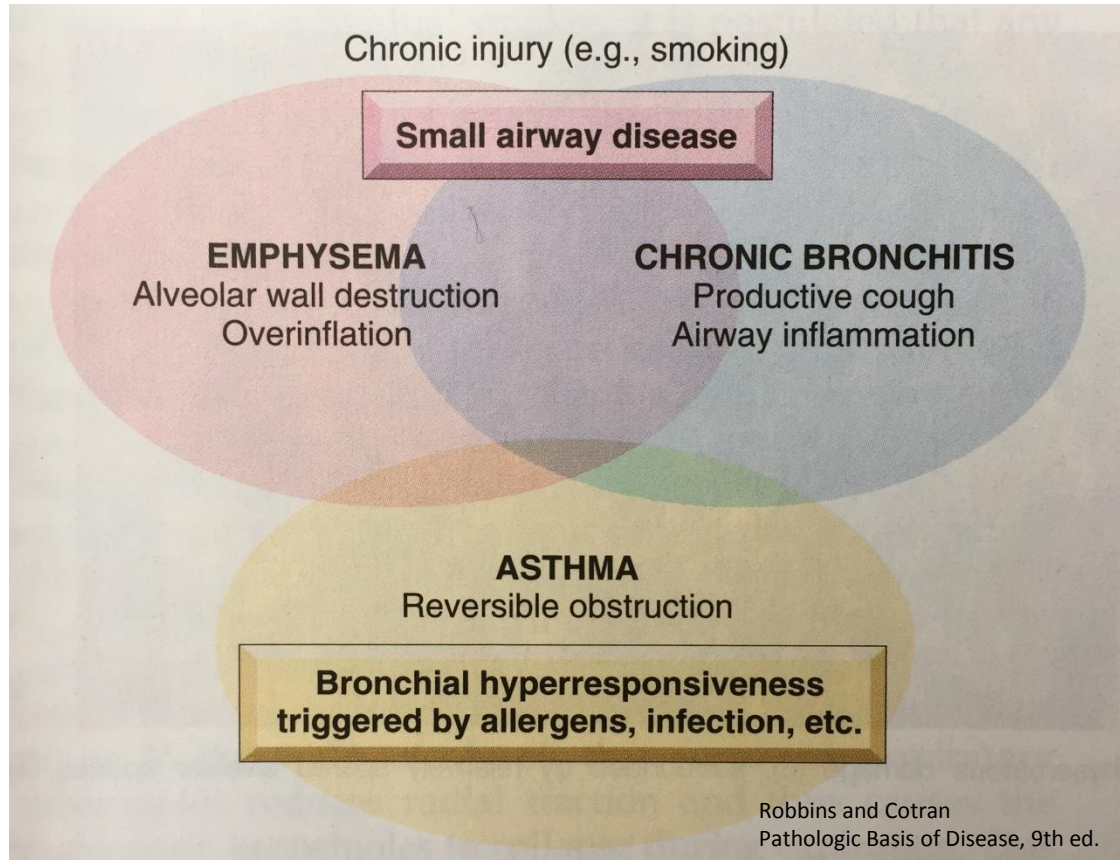 Chronic injury (e.g., smoking)
Small airway disease
EMPHYSEMA
Alveolar wall destruction
Overinflation
CHRONIC BRONCHITIS
Productive cough
Airway inflammation
ASTHMA
Reversible obstruction
Bronchial hyperresponsiveness
triggered by allergens, infection, etc.
Robbins and Cotran
Pathologic Basis of Disease, 9th ed.